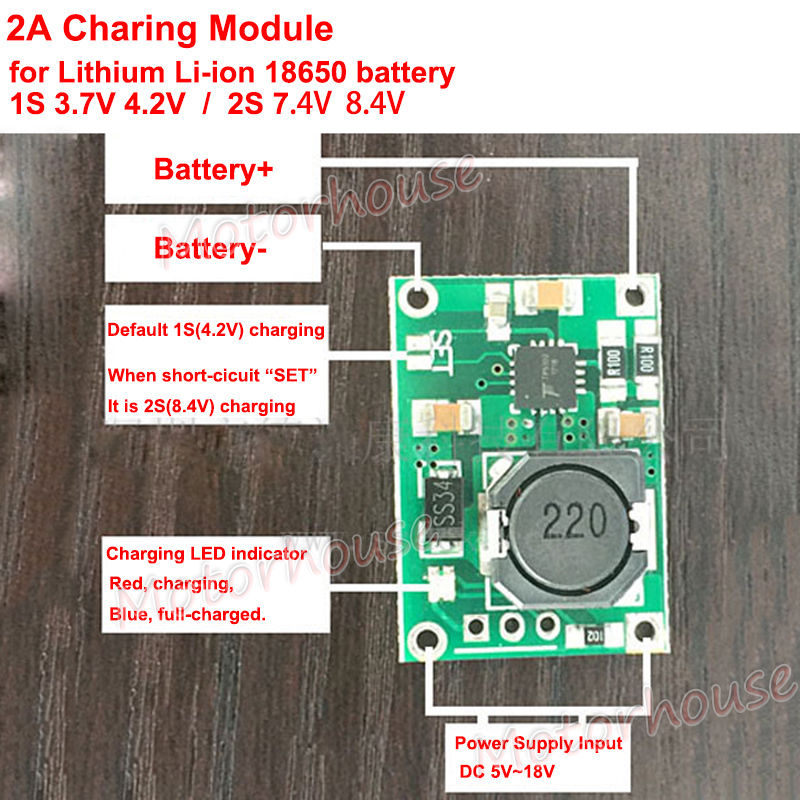 2A Charing Module
for Lithium Li-ion 18650 battery
1S 3.7V 4.2V / 2S 7.4V 8.4V
Battery+
Battery-
Motorhouse
Default 1S(4.2V) charging
When short-cicuit “SET”
It is 2S(8.4V) charging
SET
R100
R100
SS34
220
Charging LED indicator
Red, charging,
Blue, full-charged.
Motorhouse
102
Power Supply Input
DC 5V~18V
Motorhouse